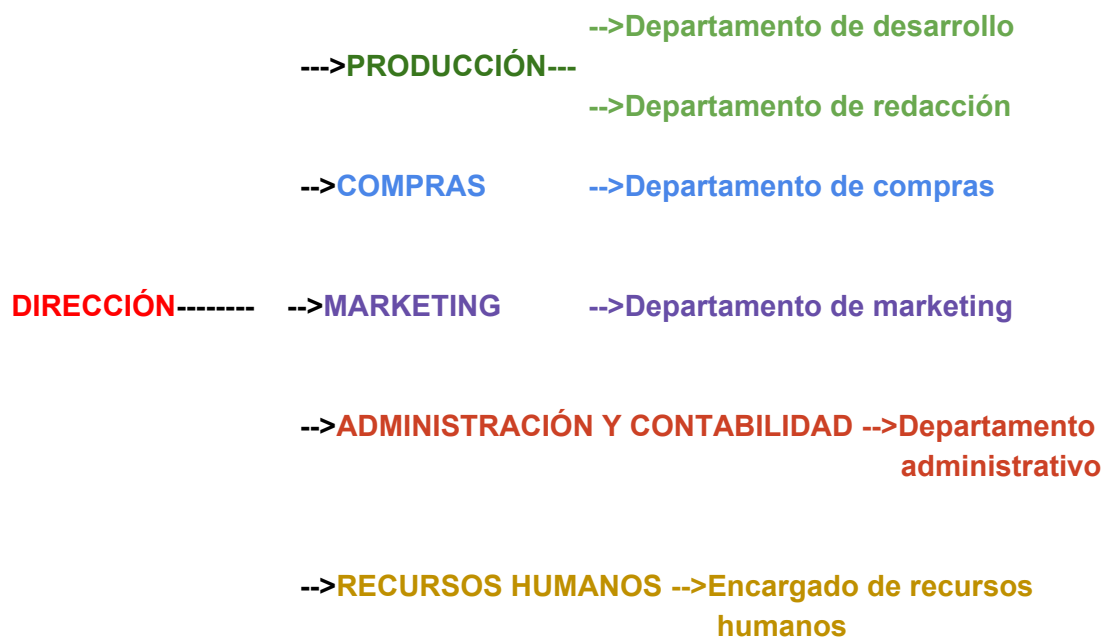 -->Departamento de desarrollo
--->PRODUCCIÓN---
-->Departamento de redacción
-->COMPRAS -->Departamento de compras
DIRECCIÓN-------- -->MARKETING -->Departamento de marketing
-->ADMINISTRACIÓN Y CONTABILIDAD -->Departamento
administrativo
-->RECURSOS HUMANOS -->Encargado de recursos
humanos